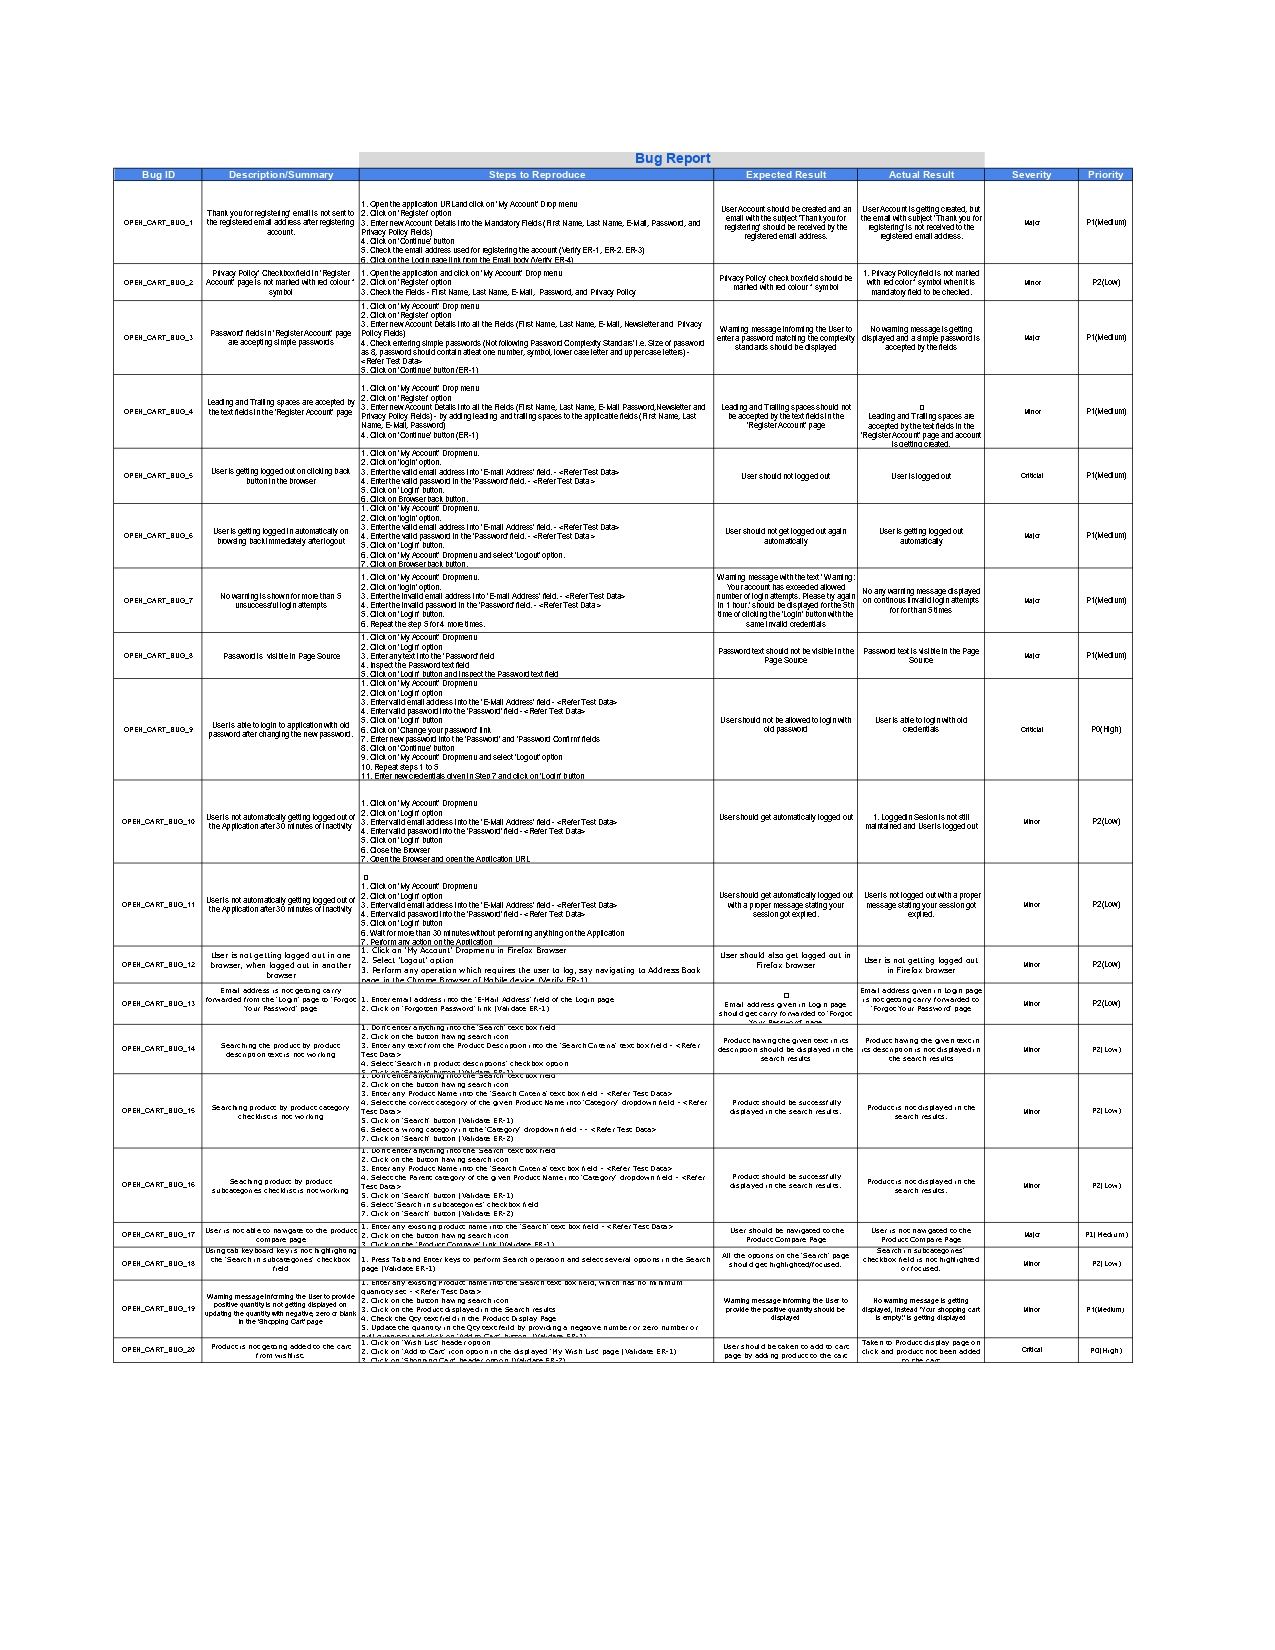 Bug Report
Bug ID Description/Summary Steps to Reproduce Expected Result Actual Result Severity Priority
OPEN_CART_BUG_1
Thank you for registering' email is not sent to
the registered email address after registering
account.
1. Open the application URL and click on 'My Account' Drop menu
2. Click on 'Register' option
3. Enter new Account Details into the Mandatory Fields (First Name, Last Name, E-Mail, Password, and
Privacy Policy Fields)
4. Click on 'Continue' button
5. Check the email address used for registering the account (Verify ER-1, ER-2, ER-3)
6. Click on the Login page link from the Email body (Verify ER-4)
User Account should be created and an
email with the subject 'Thank you for
registering' should be received by the
registered email address.
User Account is getting created, but
the email with subject 'Thank you for
registering' is not received to the
registered email address.
Major
P1(Medium)
OPEN_CART_BUG_2
Privacy Policy' Checkbox field in 'Register
Account' page is not marked with red colour *
symbol
1. Open the application and click on 'My Account' Drop menu
2. Click on 'Register' option
3. Check the Fields - First Name, Last Name, E-Mail, Password, and Privacy Policy
Privacy Policy' checkbox field should be
marked with red colour * symbol
1. Privacy Policy field is not marked
with red color * symbol when it is
mandatory field to be checked.
Minor
P2(Low)
OPEN_CART_BUG_3
Password' fields in 'Register Account' page
are accepting simple passwords
1. Click on 'My Account' Drop menu
2. Click on 'Register' option
3. Enter new Account Details into all the Fields (First Name, Last Name, E-Mail, Newsletter and Privacy
Policy Fields)
4. Check entering simple passwords (Not following Password Complexity Standars' i.e. Size of password
as 8, password should contain atleat one number, symbol, lower case letter and upper case letters) -
<Refer Test Data>
5. Click on 'Continue' button (ER-1)
Warning message informing the User to
enter a password matching the complexity
standards should be displayed
No warning message is getting
displayed and a simple password is
accepted by the fields
Major
P1(Medium)
OPEN_CART_BUG_4
Leading and Trailing spaces are accepted by
the text fields in the 'Register Account' page
1. Click on 'My Account' Drop menu
2. Click on 'Register' option
3. Enter new Account Details into all the Fields (First Name, Last Name, E-Mail Password,Newsletter and
Privacy Policy Fields) - by adding leading and trailing spaces to the applicable fields (First Name, Last
Name, E-Mail, Password)
4. Click on 'Continue' button (ER-1)
Leading and Trailing spaces should not
be accepted by the text fields in the
'Register Account' page
Leading and Trailing spaces are
accepted by the text fields in the
'Register Account' page and account
is getting created.
Minor
P1(Medium)
OPEN_CART_BUG_5
User is getting logged out on clicking back
button in the browser
1. Click on 'My Account' Dropmenu.
2. Click on 'login' option.
3. Enter the valid email address into 'E-mail Address' field. - <Refer Test Data>
4. Enter the valid password in the 'Password' field. - <Refer Test Data>
5. Click on 'Login' button.
6. Click on Browser back button.
User should not logged out
User is logged out
Criticial
P1(Medium)
OPEN_CART_BUG_6
User is getting logged in automatically on
browsing back immediately after logout
1. Click on 'My Account' Dropmenu.
2. Click on 'login' option.
3. Enter the valid email address into 'E-mail Address' field. - <Refer Test Data>
4. Enter the valid password in the 'Password' field. - <Refer Test Data>
5. Click on 'Login' button.
6. Click on 'My Account' Dropmenu and select 'Logout' option.
7. Click on Browser back button.
User should not get logged out again
automatically
User is getting logged out
automatically
Major
P1(Medium)
OPEN_CART_BUG_7
No warning is shown for more than 5
unsuccessful login attempts
1. Click on 'My Account' Dropmenu.
2. Click on 'login' option.
3. Enter the invalid email address into 'E-mail Address' field. - <Refer Test Data>
4. Enter the invalid password in the 'Password' field. - <Refer Test Data>
5. Click on 'Login' button.
6. Repeat the step 5 for 4 more times.
Warning message with the text ' Warning:
Your account has exceeded allowed
number of login attempts. Please try again
in 1 hour.' should be displayed for the 5th
time of clicking the 'Login' button with the
same invalid credentials
No any warning message displayed
on continous invalid login attempts
for for than 5 times
Major
P1(Medium)
OPEN_CART_BUG_8
Password is visible in Page Source
1. Click on 'My Account' Dropmenu
2. Click on 'Login' option
3. Enter any text into the 'Password' field
4. Inspect the Password text field
5. Click on 'Login' button and Inspect the Password text field
Password text should not be visible in the
Page Source
Password text is visible in the Page
Source
Major
P1(Medium)
OPEN_CART_BUG_9
User is able to login to application with old
password after changing the new password.
1. Click on 'My Account' Dropmenu
2. Click on 'Login' option
3. Enter valid email address into the 'E-Mail Address' field - <Refer Test Data>
4. Enter valid password into the 'Password' field - <Refer Test Data>
5. Click on 'Login' button
6. Click on 'Change your password' link
7. Enter new password into the 'Password' and 'Password Confirm' fields
8. Click on 'Continue' button
9. Click on 'My Account' Dropmenu and select 'Logout' option
10. Repeat steps 1 to 5
11. Enter new credentials given in Step 7 and click on 'Login' button
User should not be allowed to login with
old password
User is able to login with old
credentials
Criticial
P0(High)
OPEN_CART_BUG_10
User is not automatically getting logged out of
the Application after 30 minutes of inactivity
1. Click on 'My Account' Dropmenu
2. Click on 'Login' option
3. Enter valid email address into the 'E-Mail Address' field - <Refer Test Data>
4. Enter valid password into the 'Password' field - <Refer Test Data>
5. Click on 'Login' button
6. Close the Browser
7. Open the Browser and open the Application URL
User should get automatically logged out
1. Loggedin Sesion is not still
maintained and User is logged out
Minor
P2(Low)
OPEN_CART_BUG_11
User is not automatically getting logged out of
the Application after 30 minutes of inactivity
1. Click on 'My Account' Dropmenu
2. Click on 'Login' option
3. Enter valid email address into the 'E-Mail Address' field - <Refer Test Data>
4. Enter valid password into the 'Password' field - <Refer Test Data>
5. Click on 'Login' button
6. Wait for more than 30 minutes without performing anything on the Application
7. Perform any action on the Application
User should get automatically logged out
with a proper message stating your
session got expired.
User is not logged out with a proper
message stating your session got
expired.
Minor
P2(Low)
OPEN_CART_BUG_12
User is not getting logged out in one
browser, when logged out in another
browser
1. Click on 'My Account' Dropmenu in Firefox Browser
2. Select 'Logout' option
3. Perform any operation which requires the user to log, say navigating to Address Book
page in the Chrome Browser of Mobile device (Verify ER-1)
User should also get logged out in
Firefox browser
User is not getting logged out
in Firefox browser
Minor
P2(Low)
OPEN_CART_BUG_13
Email address is not getting carry
forwarded from the 'Login' page to 'Forgot
Your Password' page
1. Enter email address into the 'E-Mail Address' field of the Login page
2. Click on 'Forgotten Password' link (Validate ER-1)
Email address given in Login page
should get carry forwarded to 'Forgot
Your Password' page
Email address given in Login page
is not getting carry forwarded to
'Forgot Your Password' page
Minor
P2(Low)
OPEN_CART_BUG_14
Searching the product by product
description text is not working
1. Don't enter anything into the 'Search' text box field
2. Click on the button having search icon
3. Enter any text from the Product Description into the 'Search Criteria' text box field - <Refer
Test Data>
4. Select 'Search in product descriptions' checkbox option
5. Click on 'Search' button (Validate ER-1)
Product having the given text in its
description should be displayed in the
search results
Product having the given text in
its description is not displayed in
the search results
Minor
P2(Low)
OPEN_CART_BUG_15
Searching product by product category
checklist is not working
1. Don't enter anything into the 'Search' text box field
2. Click on the button having search icon
3. Enter any Product Name into the 'Search Criteria' text box field - <Refer Test Data>
4. Select the correct category of the given Product Name into 'Category' dropdown field - <Refer
Test Data>
5. Click on 'Search' button (Validate ER-1)
6. Select a wrong category in the 'Category' dropdown field - - <Refer Test Data>
7. Click on 'Search' button (Validate ER-2)
Product should be successfully
displayed in the search results.
Product is not displayed in the
search results.
Minor
P2(Low)
OPEN_CART_BUG_16
Seaching product by product
subcategories checklist is not working
1. Don't enter anything into the 'Search' text box field
2. Click on the button having search icon
3. Enter any Product Name into the 'Search Criteria' text box field - <Refer Test Data>
4. Select the Parent category of the given Product Name into 'Category' dropdown field - <Refer
Test Data>
5. Click on 'Search' button (Validate ER-1)
6. Select 'Search in subcategories' checkbox field
7. Click on 'Search' button (Validate ER-2)
Product should be successfully
displayed in the search results.
Product is not displayed in the
search results.
Minor
P2(Low)
OPEN_CART_BUG_17
User is not able to navigate to the product
compare page
1. Enter any existing product name into the 'Search' text box field - <Refer Test Data>
2. Click on the button having search icon
3. Click on the 'Product Compare' link (Validate ER-1)
User should be navigated to the
Product Compare Page
User is not navigated to the
Product Compare Page
Major
P1(Medium)
OPEN_CART_BUG_18
Using tab keyboard key is not highlighting
the 'Search in subcategories' checkbox
field
1. Press Tab and Enter keys to perform Search operation and select several options in the Search
page (Validate ER-1)
All the options on the 'Search' page
should get highlighted/focused.
Search in subcategories'
checkbox field is not highlighted
or focused.
Minor
P2(Low)
OPEN_CART_BUG_19
Warning message informing the User to provide
positive quantity is not getting displayed on
updating the quantity with negative, zero or blank
in the 'Shopping Cart' page
1. Enter any existing Product name into the Search text box field, which has no minimum
quantity set - <Refer Test Data>
2. Click on the button having search icon
3. Click on the Product displayed in the Search results
4. Check the Qty text field in the Product Display Page
5. Update the quantity in the Qty text feild by providing a negative number or zero number or
null quantity and click on 'Add to Cart' button (Validate ER-1)
Warning message informing the User to
provide the positive quantity should be
displayed
No warning message is getting
displayed, instead "Your shopping cart
is empty!" is getting displayed
Minor
P1(Medium)
OPEN_CART_BUG_20
Product is not getting added to the cart
from wishlist.
1. Click on 'Wish List' header option
2. Click on 'Add to Cart' icon option in the displayed 'My Wish List' page (Validate ER-1)
3. Click on 'Shopping Cart' header option (Validate ER-2)
User should be taken to add to cart
page by adding product to the cart
Taken to Product display page on
click and product not been added
to the cart
Critical
P0(High)